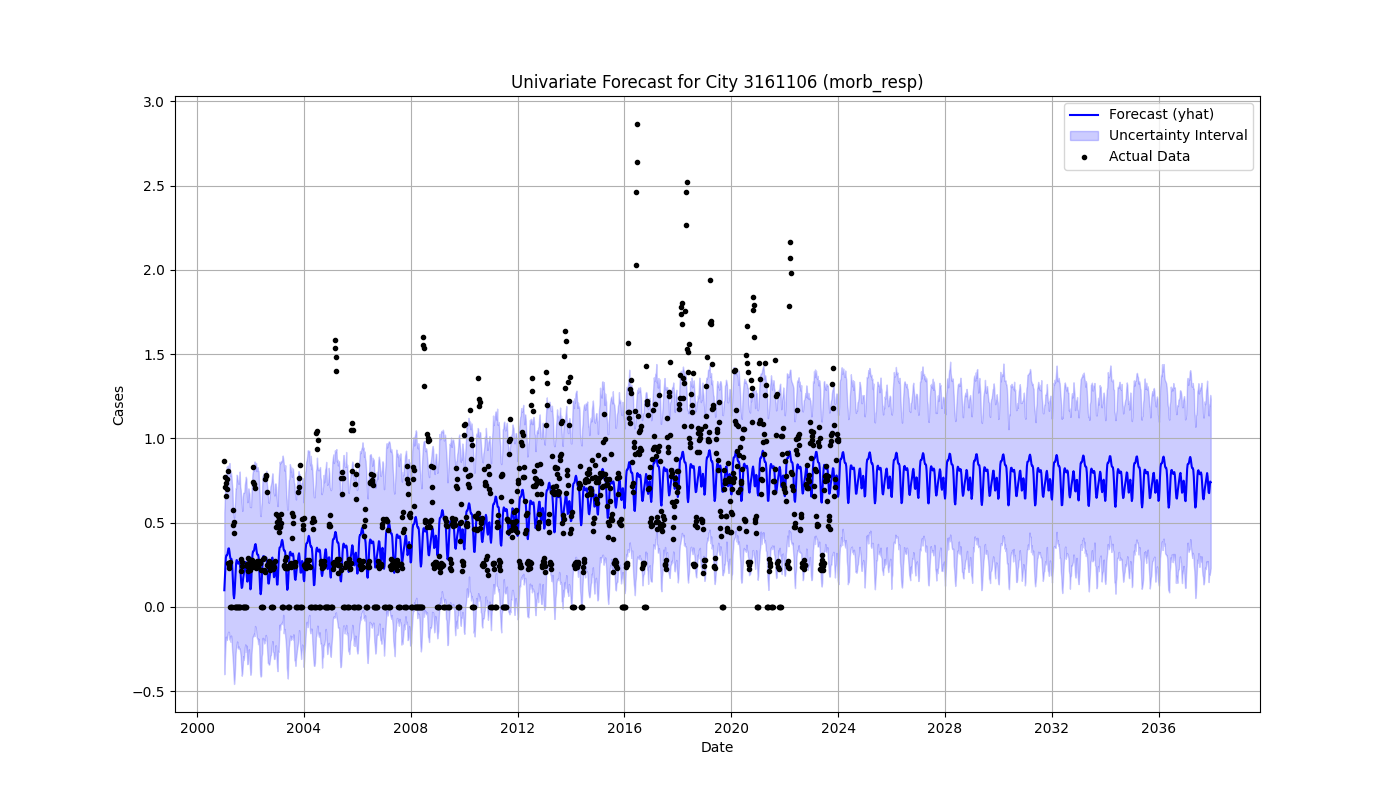 Univariate Forecast for City 3161106 (morb_resp)
Forecast (yhat)
Uncertainty Interval
Actual Data
Cases
3.0
2.5
2.0
1.5
1.0
0.5
0.0
−0.5
2000 2004 2008 2012 2016 2020 2024 2028 2032 2036
Date